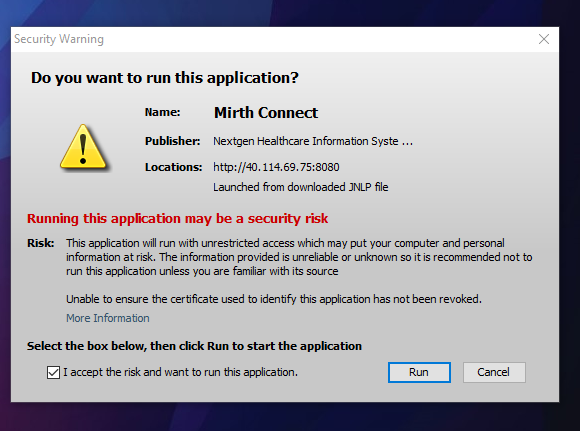 Security Warning
Do you want to run this application?
Name: Mirth Connect
Publisher: Nextgen Healthcare Information Syste ...
Locations: http://40.114.69.75:8080
Launched from downloaded JNLP file
Running this application may be a security risk
Risk: This application will run with unrestricted access which may put your computer and personal
information at risk. The information provided is unreliable or unknown so it is recommended not to
run this application unless you are familiar with its source
Unable to ensure the certificate used to identify this application has not been revoked.
More Information
Select the box below, then click Run to start the application
I accept the risk and want to run this application. Run Cancel